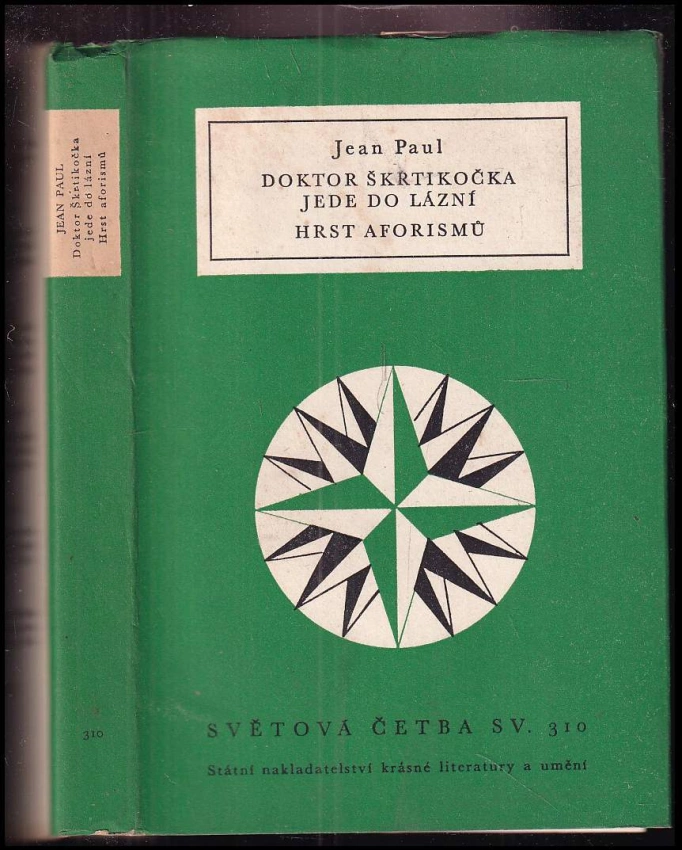 JEAN PAUL
Doktor Škrtikočka
jede do lázní
Hrst aforismů
310
Jean Paul
DOKTOR ŠKRTIKOČKA
JEDE DO LÁZNÍ
HRST AFORISMŮ
SVĚTOVÁ ČETBA SV. 310
Státní nakladatelství krásné literatury a umění